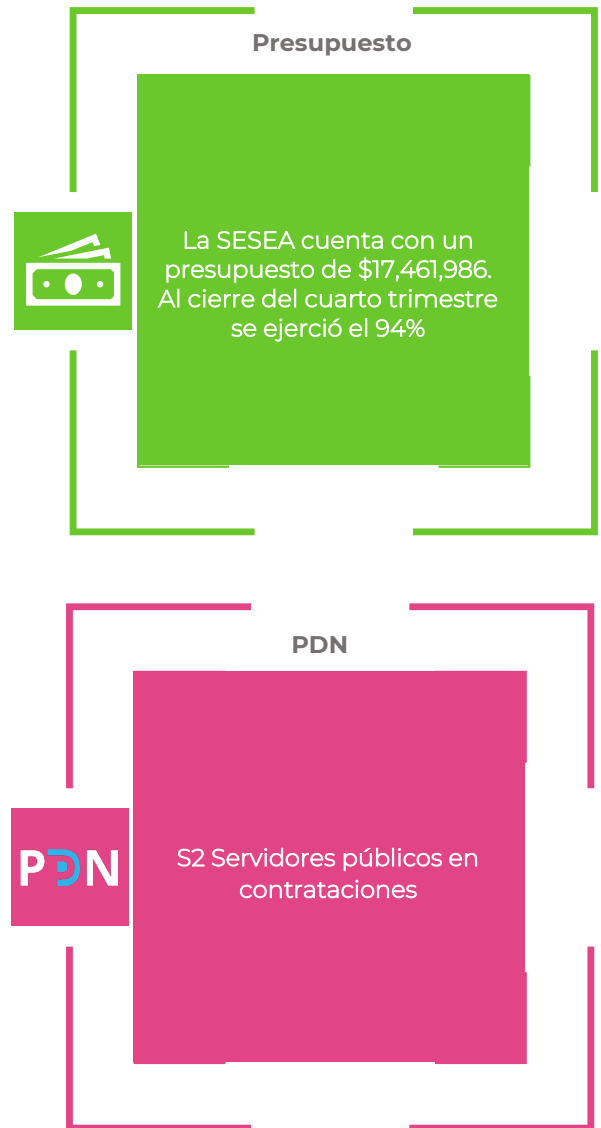 Presupuesto
La SESEA cuenta con un
presupuesto de $17,461,986.
Al cierre del cuarto trimestre
se ejerció el 94%
PDN
PDN
S2 Servidores públicos en
contrataciones